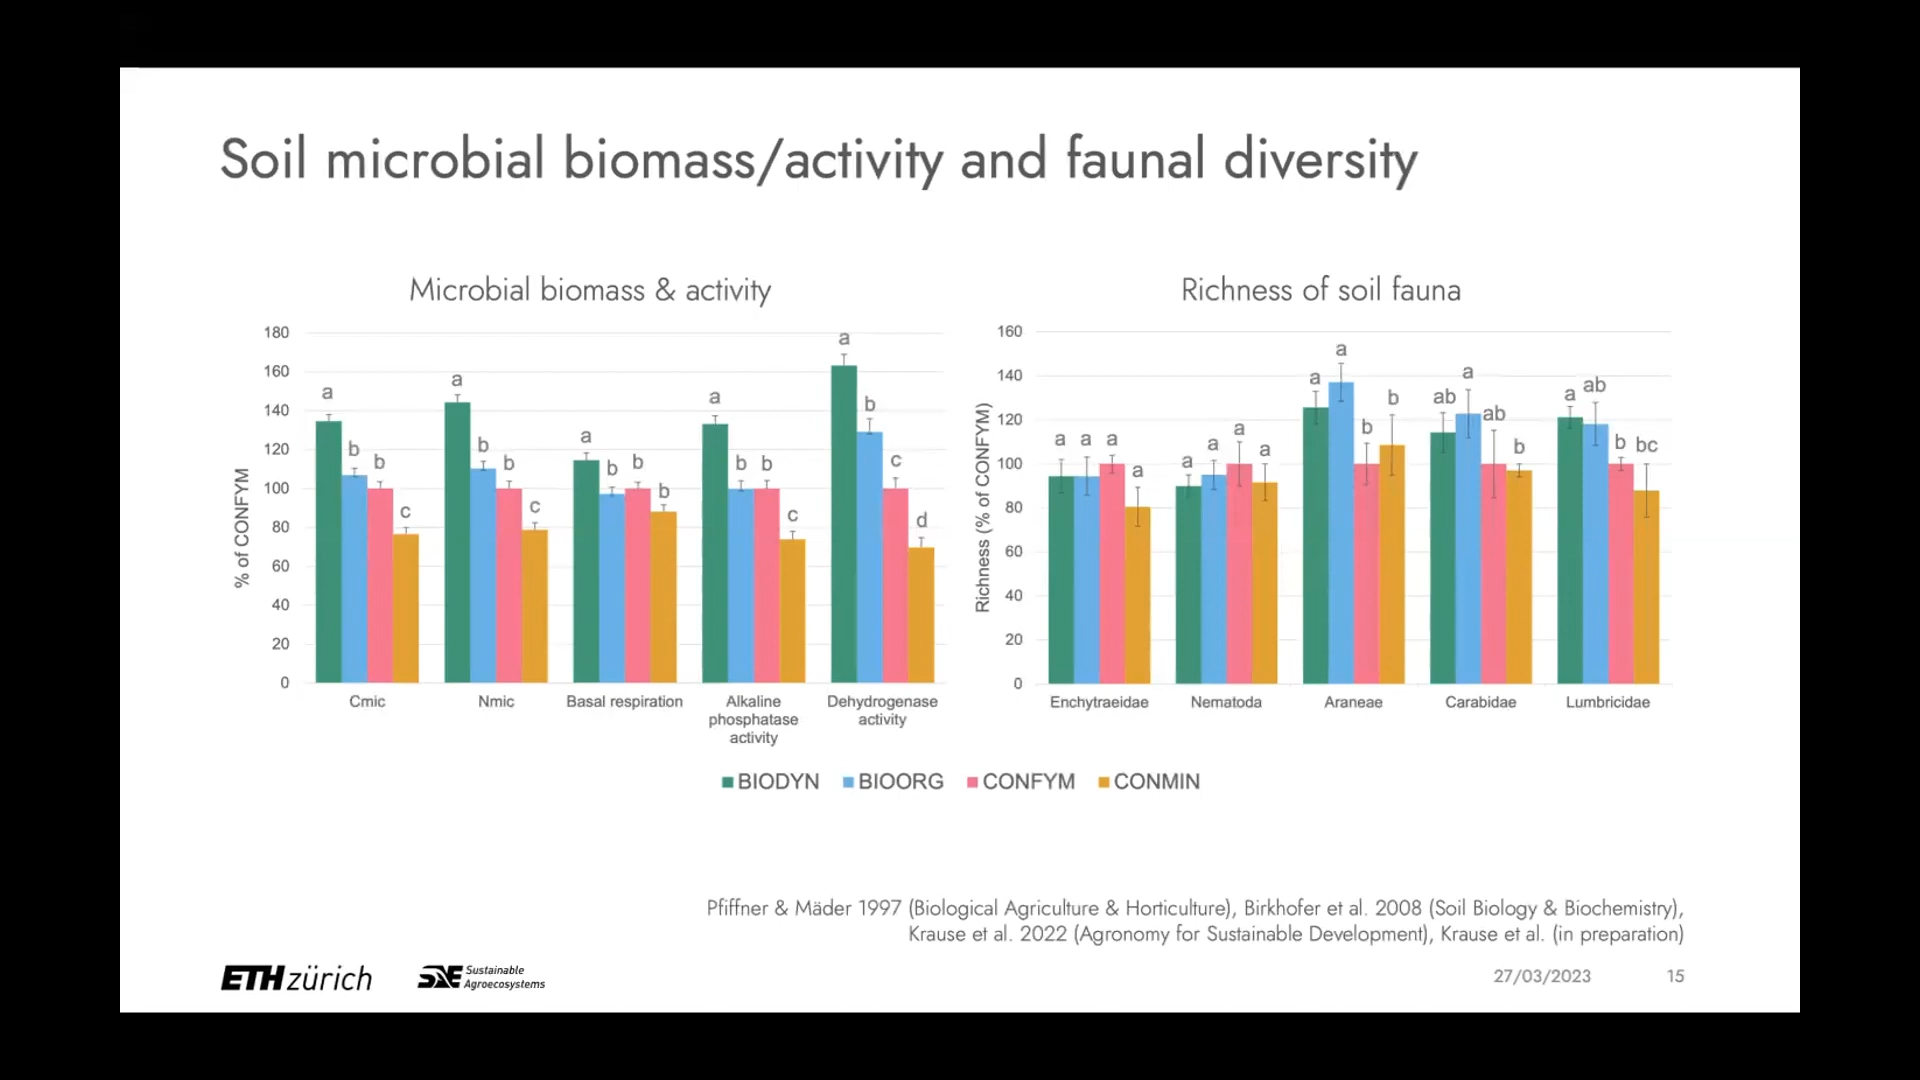 Soil microbial biomass/activity and faunal diversity
Microbial biomass & activity
% of CONFYM
180
160
140
120
100
80
60
40
20
0
a
b
b
c
a
b
b
c
a
b
b
b
a
b
b
c
a
b
c
d
Cmic
Nmic
Basal respiration
Alkaline
phosphatase
activity
Dehydrogenase
activity
Richness of soil fauna
Richness (% of CONFYM)
160
140
120
100
80
60
40
20
0
a
a
a
a
a
a
a
a
a
a
b
b
ab
a
ab
b
a
ab
b
bc
Enchytraeidae
Nematoda
Araneae
Carabidae
Lumbricidae
BIODYN BIOORG CONFYM CONMIN
Pfiffner & Mäder 1997 (Biological Agriculture & Horticulture), Birkhofer et al. 2008 (Soil Biology & Biochemistry),
Krause et al. 2022 (Agronomy for Sustainable Development), Krause et al. (in preparation)
ETH zürich
SAE Sustainable
Agroecosystems
27/03/2023
15